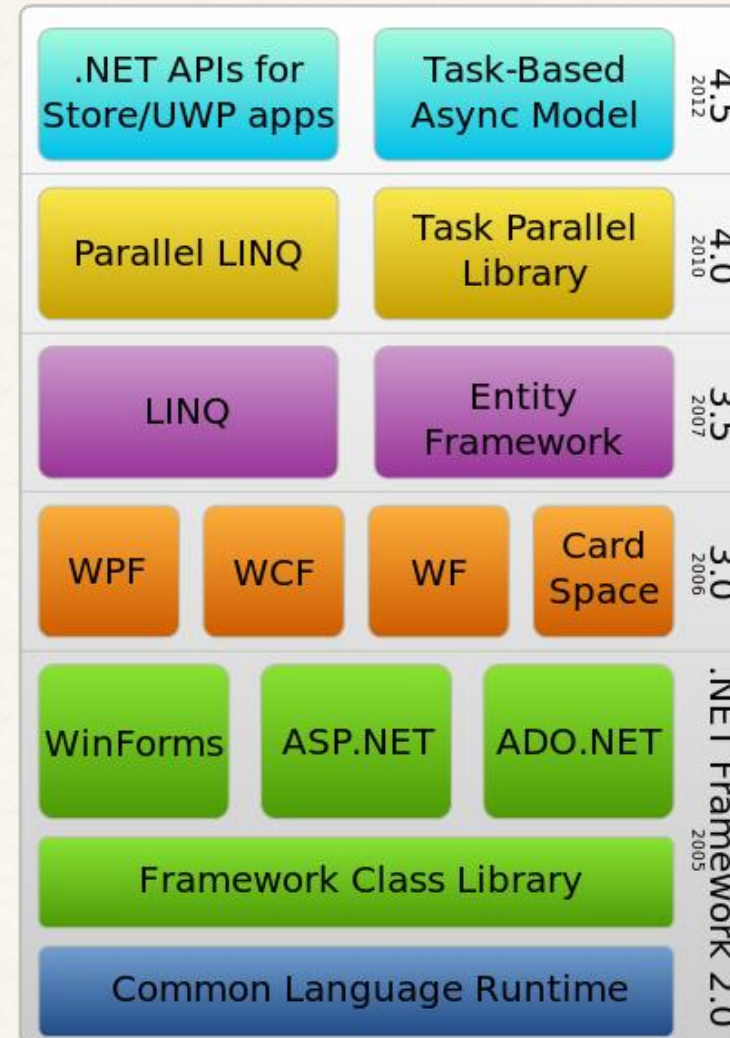 .NET APIs for
Store/UWP apps
Task-Based
Async Model
4.5
2012
Parallel LINQ
Task Parallel
Library
4.0
2010
LINQ
Entity
Framework
3.5
2007
WPF
WCF
WF
Card
Space
3.0
2006
WinForms
ASP.NET
ADO.NET
Framework Class Library
Common Language Runtime
.NET Framework 2.0
2005